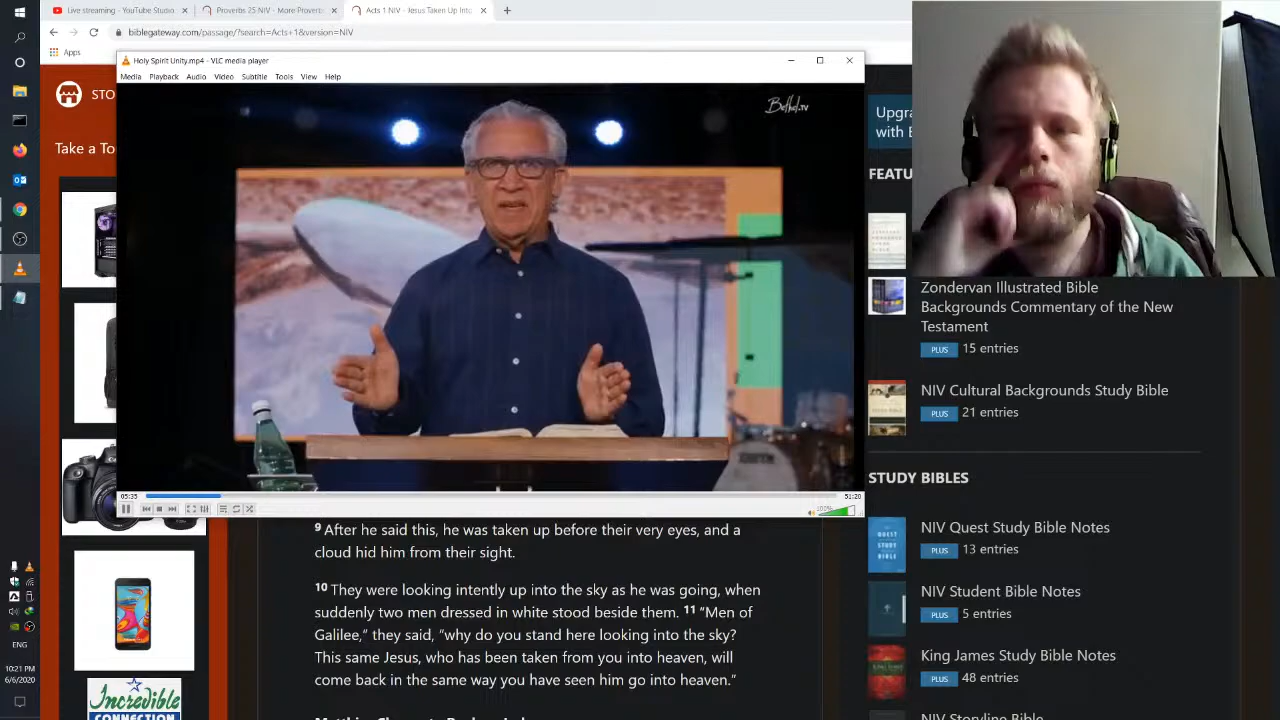 Live streaming - YouTube Studio
Proverbs 25 NIV - More Proverbs
Acts 1 NIV - Jesus Taken Up Into
biblegateway.com/passage/?search=Acts+1&version=NIV
Apps
Holy Spirit Unity.mp4 - VLC media player
Media Playback Audio Video Subtitle Tools View Help
STO
Take a To
Bethel.TV
Upgra
with B
FEATU
Zondervan Illustrated Bible
Backgrounds Commentary of the New
Testament
PLUS 15 entries
NIV Cultural Backgrounds Study Bible
PLUS 21 entries
STUDY BIBLES
NIV Quest Study Bible Notes
PLUS 13 entries
NIV Student Bible Notes
PLUS 5 entries
King James Study Bible Notes
PLUS 48 entries
NIV Storyline Bible
05:35
51:20
100%
9 After he said this, he was taken up before their very eyes, and a
cloud hid him from their sight.
10 They were looking intently up into the sky as he was going, when
suddenly two men dressed in white stood beside them. 11 “Men of
Galilee,” they said, “why do you stand here looking into the sky?
This same Jesus, who has been taken from you into heaven, will
come back in the same way you have seen him go into heaven.”
Incredible
CONNECTION
ENG
10:21 PM
6/6/2020